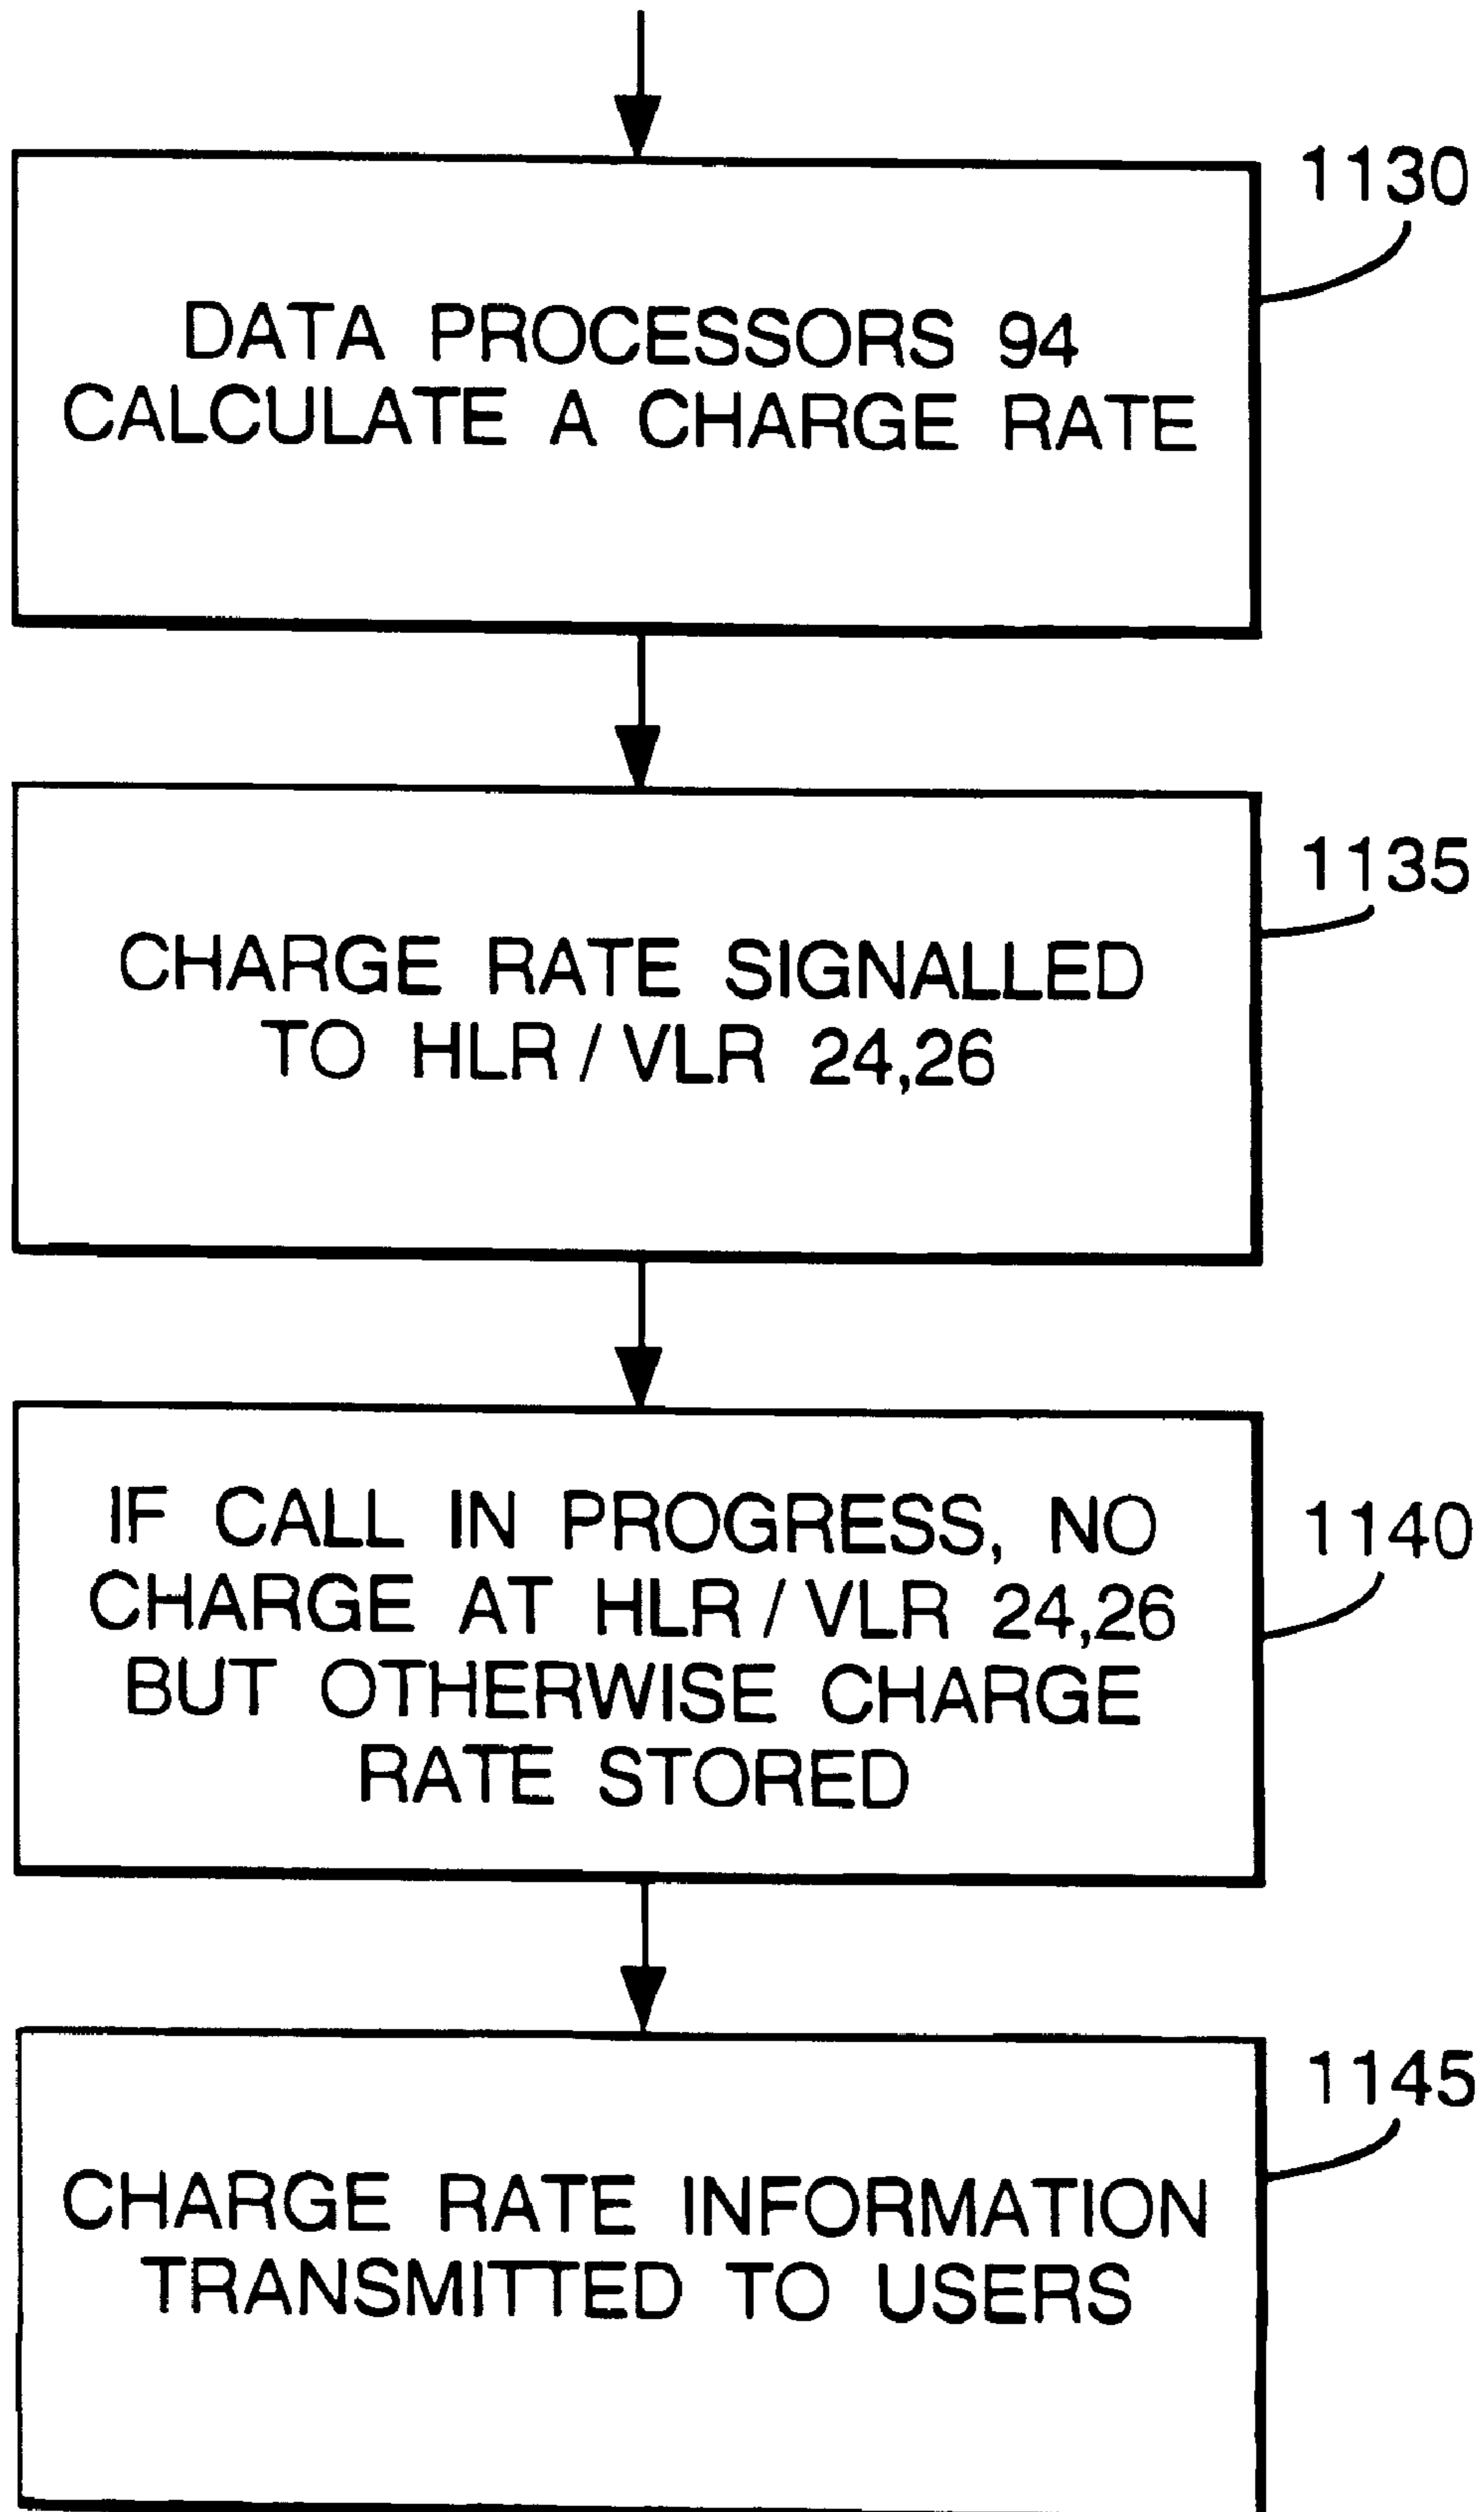 1130
DATA PROCESSORS 94
CALCULATE A CHARGE RATE
1135
CHARGE RATE SIGNALLED
TO HLR/VLR 24,26
IF CALL IN PROGRESS, NO
1140
CHARGE AT HLR/VLR 24,26
BUT OTHERWISE CHARGE
RATE STORED
1145
CHARGE RATE INFORMATION
TRANSMITTED TO USERS